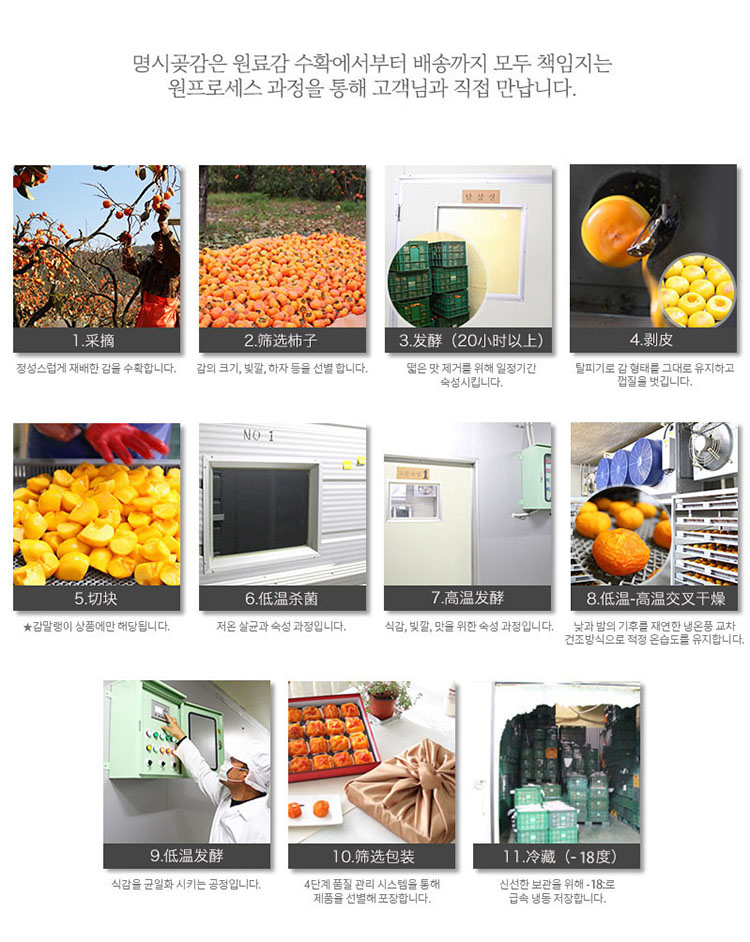 명시곶감은 원료감 수확에서부터 배송까지 모두 책임지는
원프로세스 과정을 통해 고객님과 직접 만납니다.
1.采摘
정성스럽게 재배한 감을 수확합니다.
2.筛选柿子
감의 크기, 빛깔, 하자 등을 선별 합니다.
3.发酵（20小时以上）
떫은 맛 제거를 위해 일정기간
숙성시킵니다.
4.剥皮
탈피기로 감 형태를 그대로 유지하고
껍질을 벗깁니다.
NO 1
1
5.切块
★감말랭이 상품에만 해당됩니다.
6.低温杀菌
저온 살균과 숙성 과정입니다.
7.高温发酵
식감, 빛깔, 맛을 위한 숙성 과정입니다.
8.低温-高温交叉干燥
낮과 밤의 기후를 재연한 냉온풍 교차
건조방식으로 적정 온습도를 유지합니다.
9.低温发酵
식감을 균일화 시키는 공정입니다.
10.筛选包装
4단계 품질 관리 시스템을 통해
제품을 선별해 포장합니다.
11.冷藏（-18度）
신선한 보관을 위해 -18:로
급속 냉동 저장합니다.